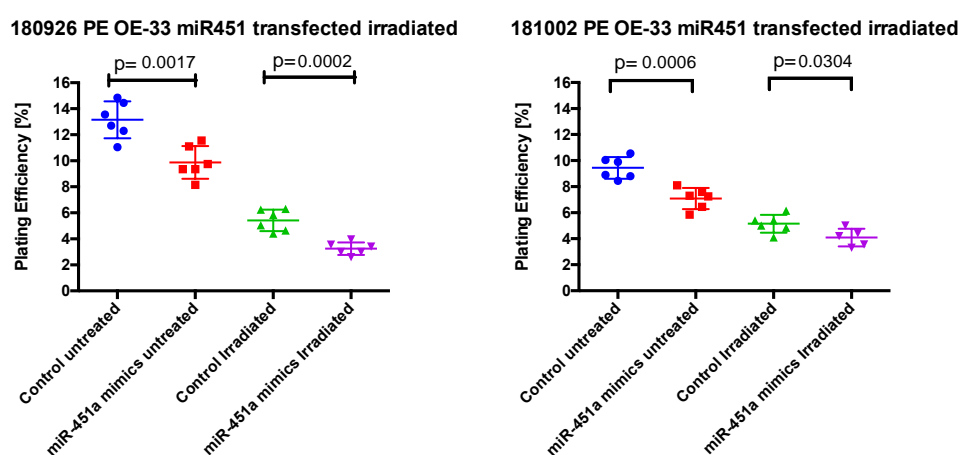 180926 PE OE-33 miR451 transfected irradiated
p= 0.0017
p=0.0002
Plating Efficiency [%]
16
14
12
10
8
6
4
2
0
Control untreated
miR-451a mimics untreated
Control Irradiated
miR-451a mimics Irradiated
181002 PE OE-33 miR451 transfected irradiated
p= 0.0006
p=0.0304
Plating Efficiency [%]
16
14
12
10
8
6
4
2
0
Control untreated
miR-451a mimics untreated
Control Irradiated
miR-451a mimics Irradiated